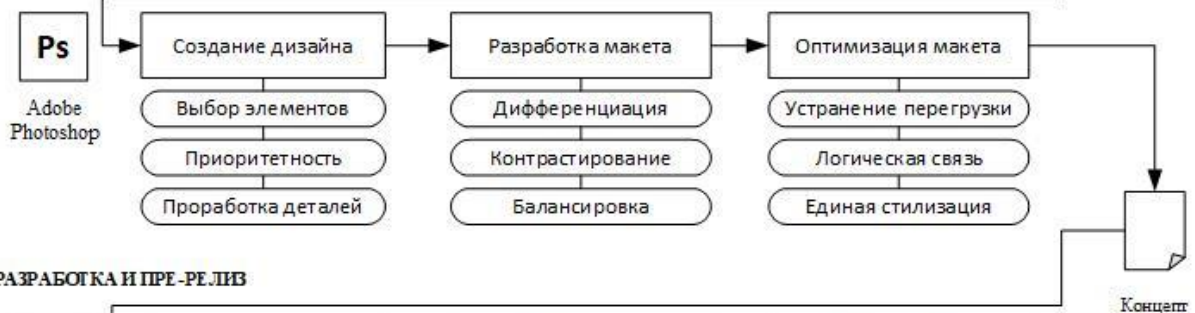 Ps
Adobe
Photoshop
Создание дизайна
Выбор элементов
Приоритетность
Проработка деталей
Разработка макета
Дифференциация
Контрастирование
Балансировка
Оптимизация макета
Устранение перегрузки
Логическая связь
Единая стилизация
Концепт
РАЗРАБОТКА И ПРЕ-РЕЛИЗ